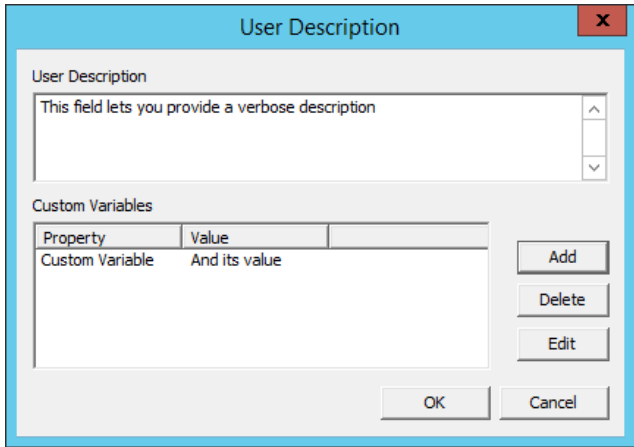 User Description
x
User Description
This field lets you provide a verbose description
Custom Variables
Property Value
Custom Variable And its value
Add
Delete
Edit
OK Cancel